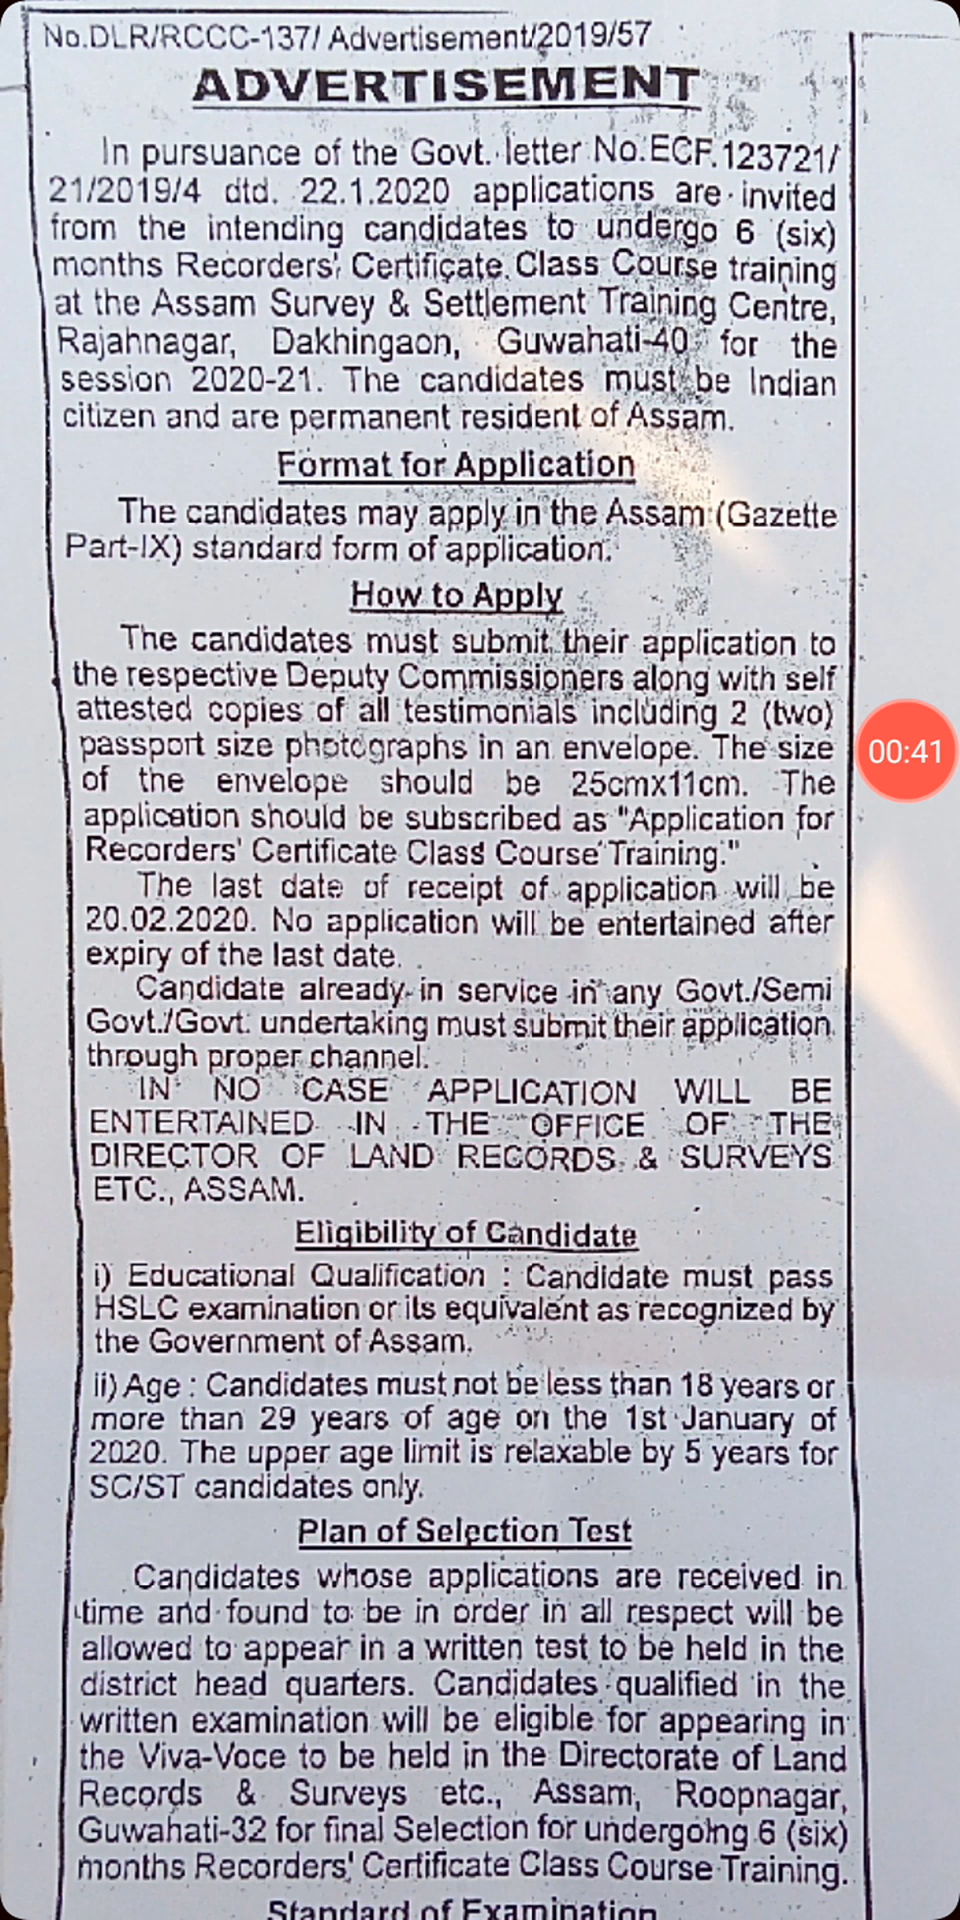 No.DLR/RCCC-137/ Advertisement/2019/57
ADVERTISEMENT
In pursuance of the Govt. letter No.ECF.123721/
21/2019/4 dtd. 22.1.2020 applications are invited
from the intending candidates to undergo 6 (six)
months Recorders' Certificate Class Course training
at the Assam Survey & Settlement Training Centre,
Rajahnagar, Dakhingaon, Guwahati-40 for the
session 2020-21. The candidates must be Indian
citizen and are permanent resident of Assam.
Format for Application
The candidates may apply in the Assam (Gazette
Part-IX) standard form of application.
How to Apply
The candidates must submit their application to
the respective Deputy Commissioners along with self
attested copies of all testimonials including 2 (two)
passport size photographs in an envelope. The size
of the envelope should be 25cmx11cm. The
application should be subscribed as "Application for
Recorders' Certificate Class Course Training."
The last date of receipt of application will be
20.02.2020. No application will be entertained after
expiry of the last date.
Candidate already in service in any Govt./Semi
Govt./Govt. undertaking must submit their application
through proper channel.
IN NO CASE APPLICATION WILL BE
ENTERTAINED IN THE OFFICE OF THE
DIRECTOR OF LAND RECORDS & SURVEYS
ETC., ASSAM.
Eligibility of Candidate
i) Educational Qualification : Candidate must pass
HSLC examination or its equivalent as recognized by
the Government of Assam.
ii) Age : Candidates must not be less than 18 years or
more than 29 years of age on the 1st January of
2020. The upper age limit is relaxable by 5 years for
SC/ST candidates only.
Plan of Selection Test
Candidates whose applications are received in
time and found to be in order in all respect will be
allowed to appear in a written test to be held in the
district head quarters. Candidates qualified in the
written examination will be eligible for appearing in
the Viva-Voce to be held in the Directorate of Land
Records & Surveys etc., Assam, Roopnagar,
Guwahati-32 for final Selection for undergoing 6 (six)
months Recorders' Certificate Class Course Training.
Standard of Examination
00:41